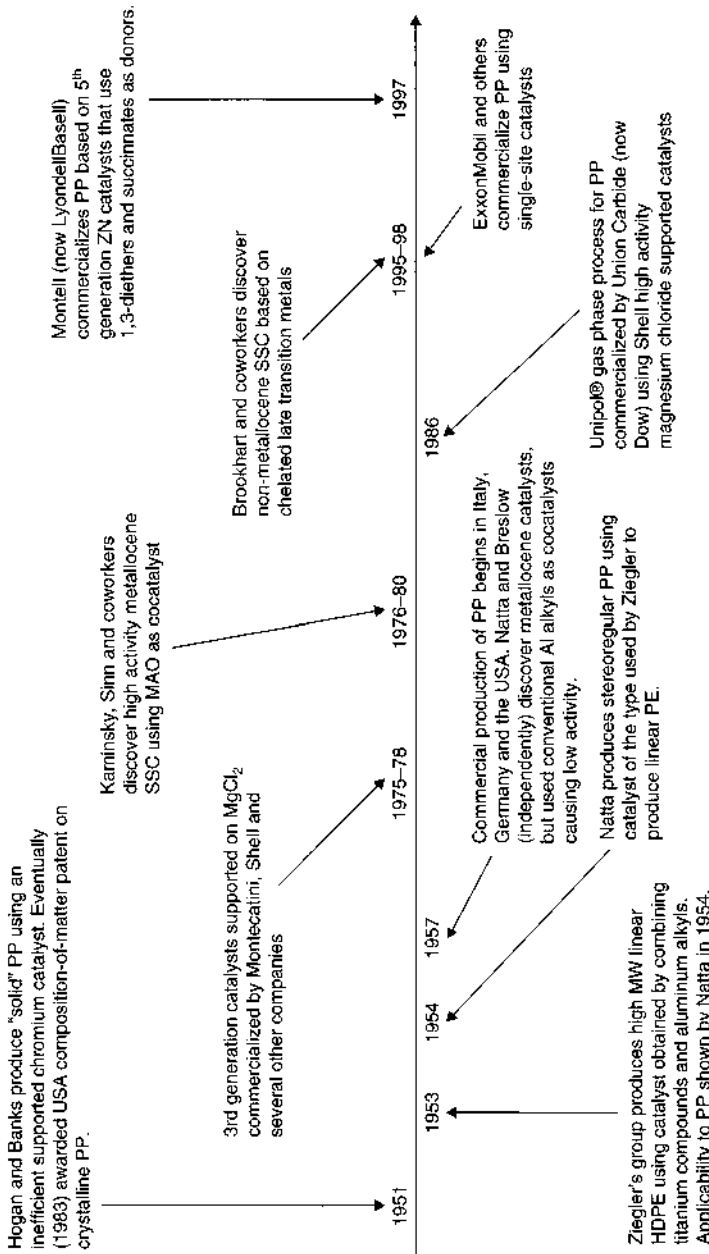 Hogan and Banks produce “solid” PP using an
inefficient supported chromium catalyst. Eventually
(1983) awarded USA composition-of-matter patent on
crystalline PP.
3rd generation catalysts supported on MgCl₂
commercialized by Montecatini, Shell and
several other companies
Kaminsky, Sinn and coworkers
discover high activity metallocene
SSC using MAO as cocatalyst
Brookhart and coworkers discover
non-metallocene SSC based on
chelated late transition metals
Montell (now LyondellBasell)
commercializes PP based on 5th
generation ZN catalysts that use
1,3-diethers and succinnates as donors.
1951
1953
1954
1957
1975–78
1976–80
1986
1995–98
1997
Ziegler's group produces high MW linear
HDPE using catalyst obtained by combining
titanium compounds and aluminum alkyls.
Applicability to PP shown by Natta in 1954.
Natta produces stereoregular PP using
catalyst of the type used by Ziegler to
produce linear PE.
Commercial production of PP begins in Italy,
Germany and the USA. Natta and Breslow
(independently) discover metallocene catalysts,
but used conventional Al alkyls as cocatalysts
causing low activity.
Unipol® gas phase process for PP
commercialized by Union Carbide (now
Dow) using Shell high activity
magnesium chloride supported catalysts
ExxonMobil and others
commercialize PP using
single-site catalysts